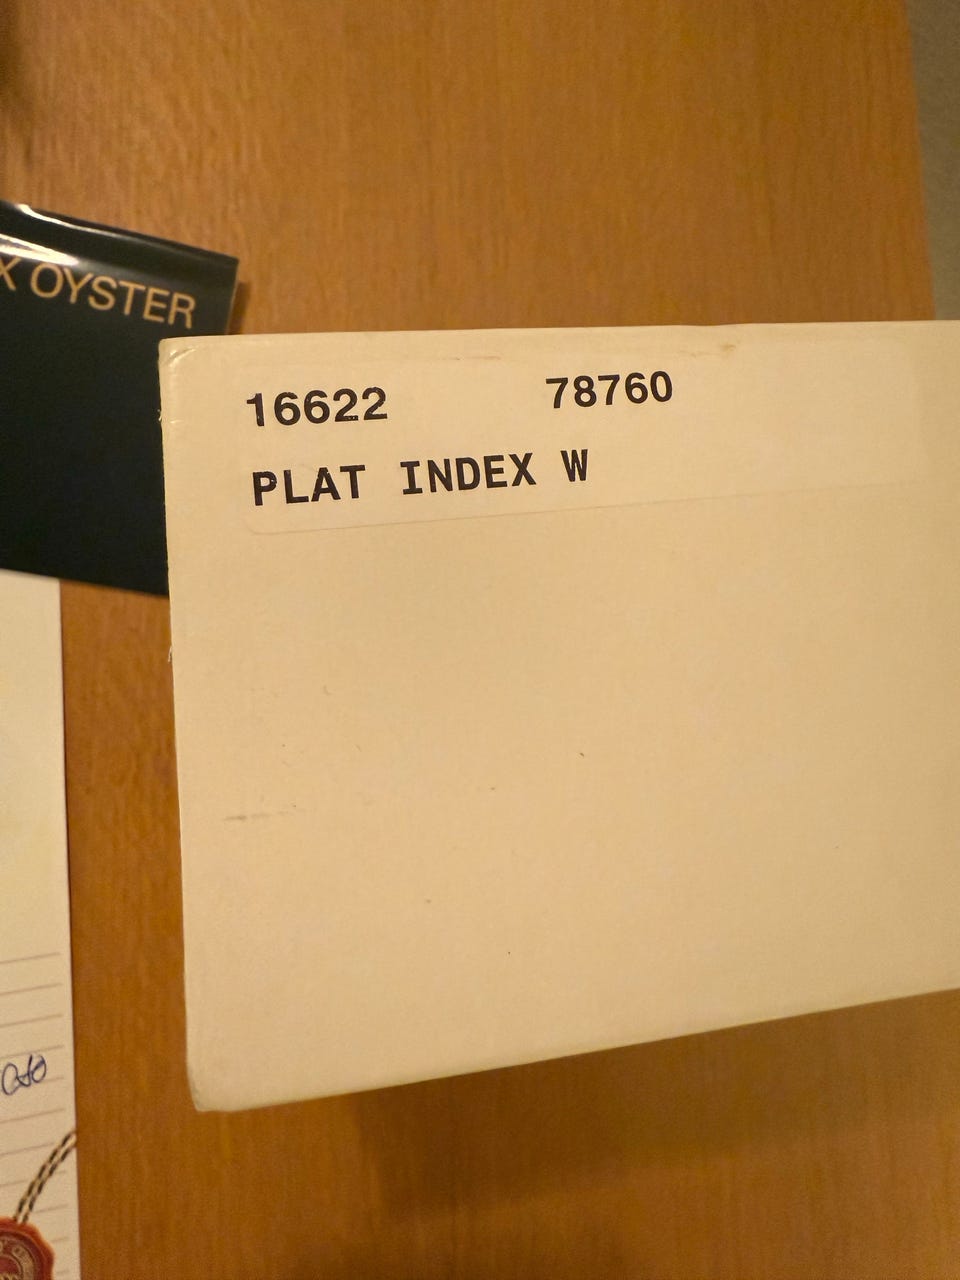 X OYSTER
16622 78760
PLAT INDEX W